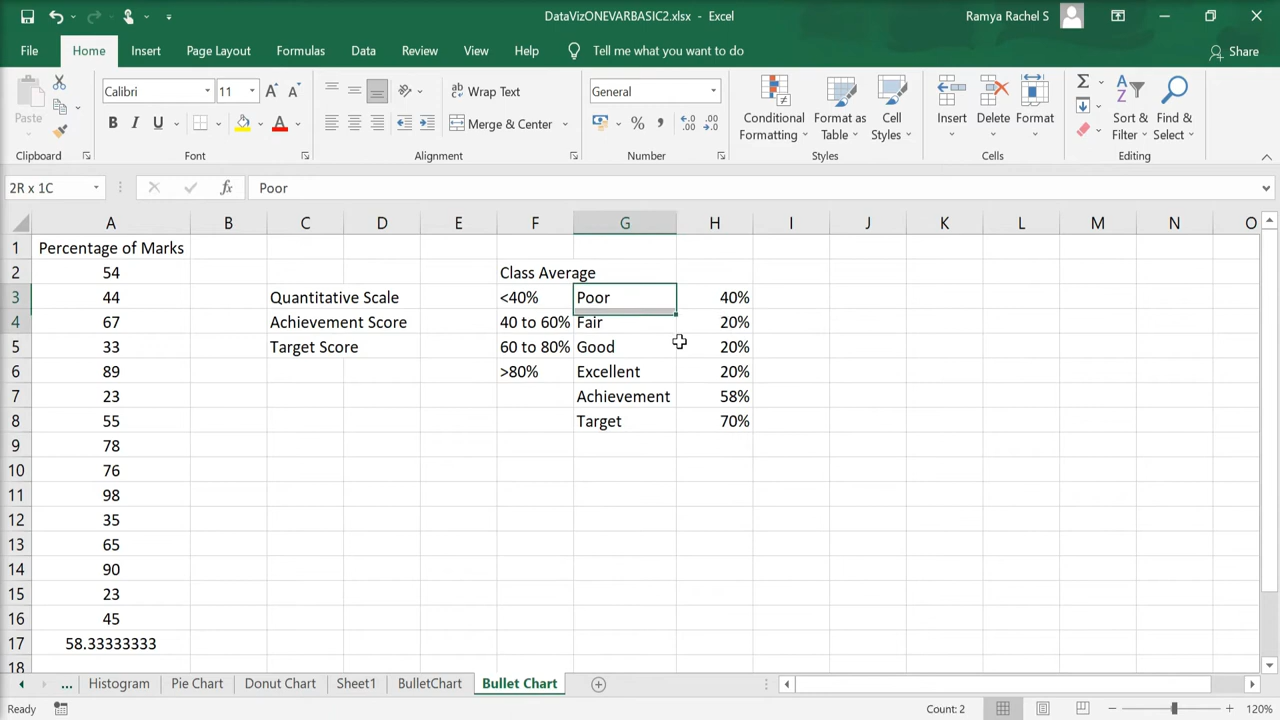 DataVizONEVARBASIC2.xlsx - Excel
Ramya Rachel S
File Home Insert Page Layout Formulas Data Review View Help Tell me what you want to do Share
Paste
Calibri 11
B I U A
Wrap Text
Merge & Center
General
%
Conditional Formatting
Format as Table
Cell Styles
Insert Delete Format
Sort & Filter
Find & Select
Clipboard Font Alignment Number Styles Cells Editing
2R x 1C fx Poor
A B C D E F G H I J K L M N O
1 Percentage of Marks
2 54 Class Average
3 44 Quantitative Scale <40% Poor 40%
4 67 Achievement Score 40 to 60% Fair 20%
5 33 Target Score 60 to 80% Good 20%
6 89 >80% Excellent 20%
7 23 Achievement 58%
8 55 Target 70%
9 78
10 76
11 98
12 35
13 65
14 90
15 23
16 45
17 58.33333333
18
... Histogram Pie Chart Donut Chart Sheet1 BulletChart Bullet Chart
Ready Count: 2 120%